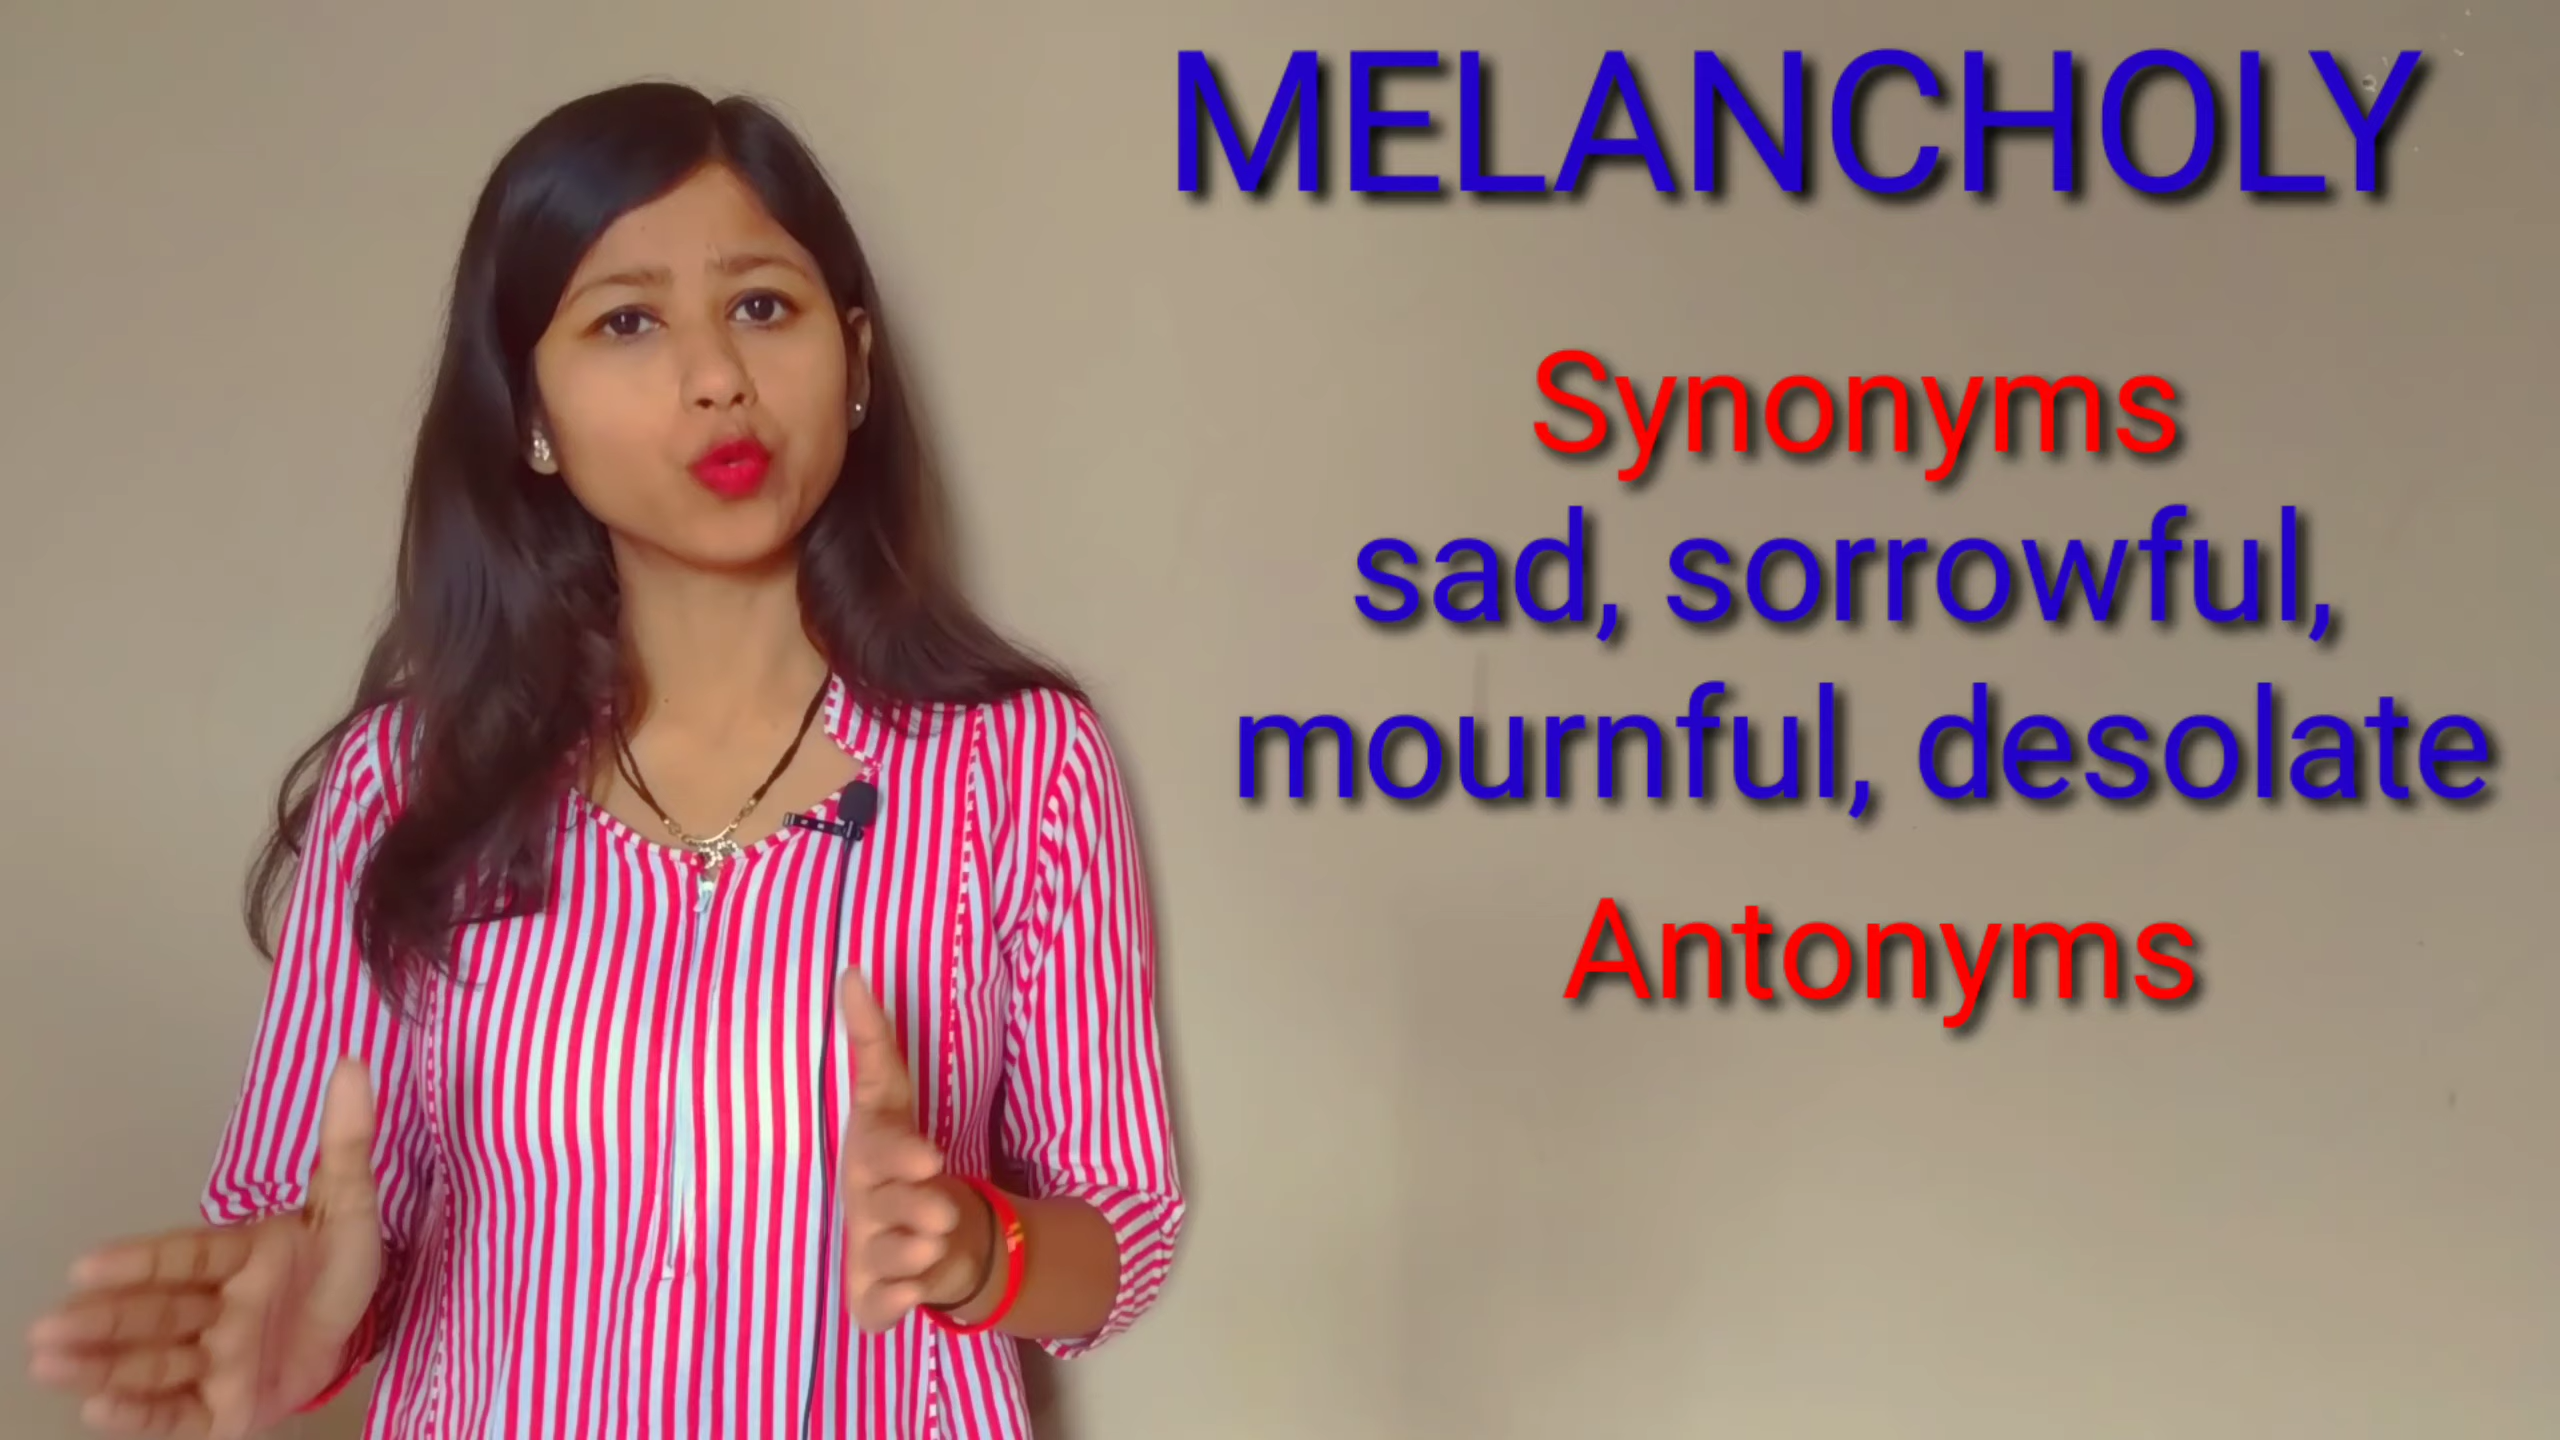 MELANCHOLY
Synonyms
sad, sorrowful,
mournful, desolate
Antonyms